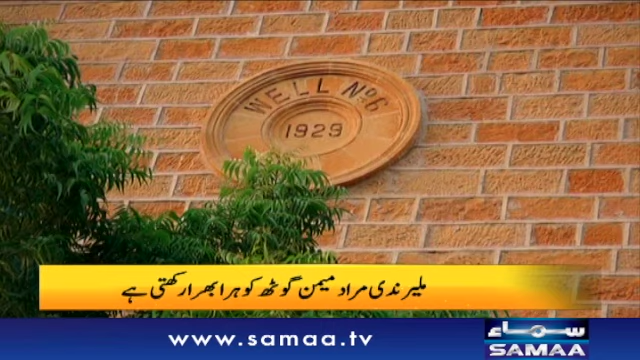 SAMAA
WELL No. 6
1929
ملیر ندی مراد میمن گوٹھ کو ہرا بھرا رکھتی ہے
www.samaa.tv
سماء
SAMAA